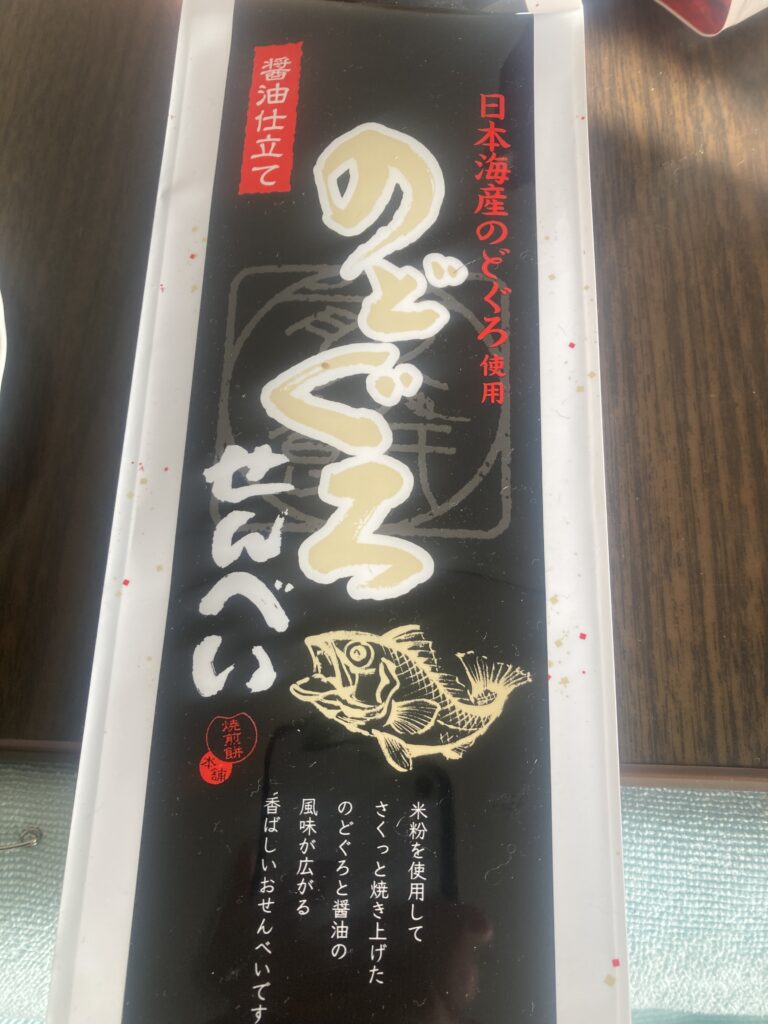 日本海産のどぐろ使用
醤油仕立て
のどぐろ
せんべい
焼煎餅
本舗
米粉を使用して
さくっと焼き上げた
のどぐろと醤油の
風味が広がる
香ばしいおせんべいです